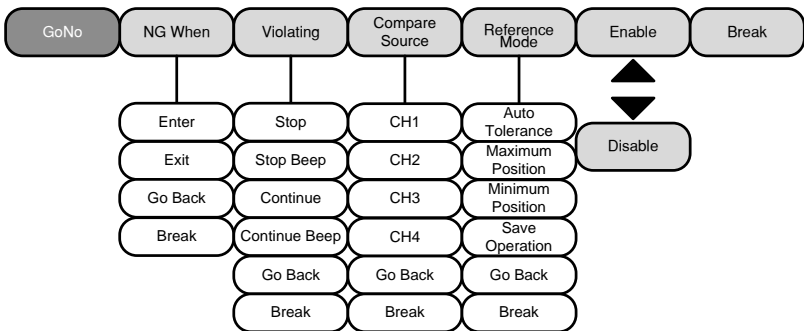 GoNo
NG When
Violating
Compare
Source
Reference
Mode
Enable
Break
Enter
Exit
Go Back
Break
Stop
Stop Beep
Continue
Continue Beep
Go Back
Break
CH1
CH2
CH3
CH4
Go Back
Break
Auto
Tolerance
Maximum
Position
Minimum
Position
Save
Operation
Go Back
Break
Disable